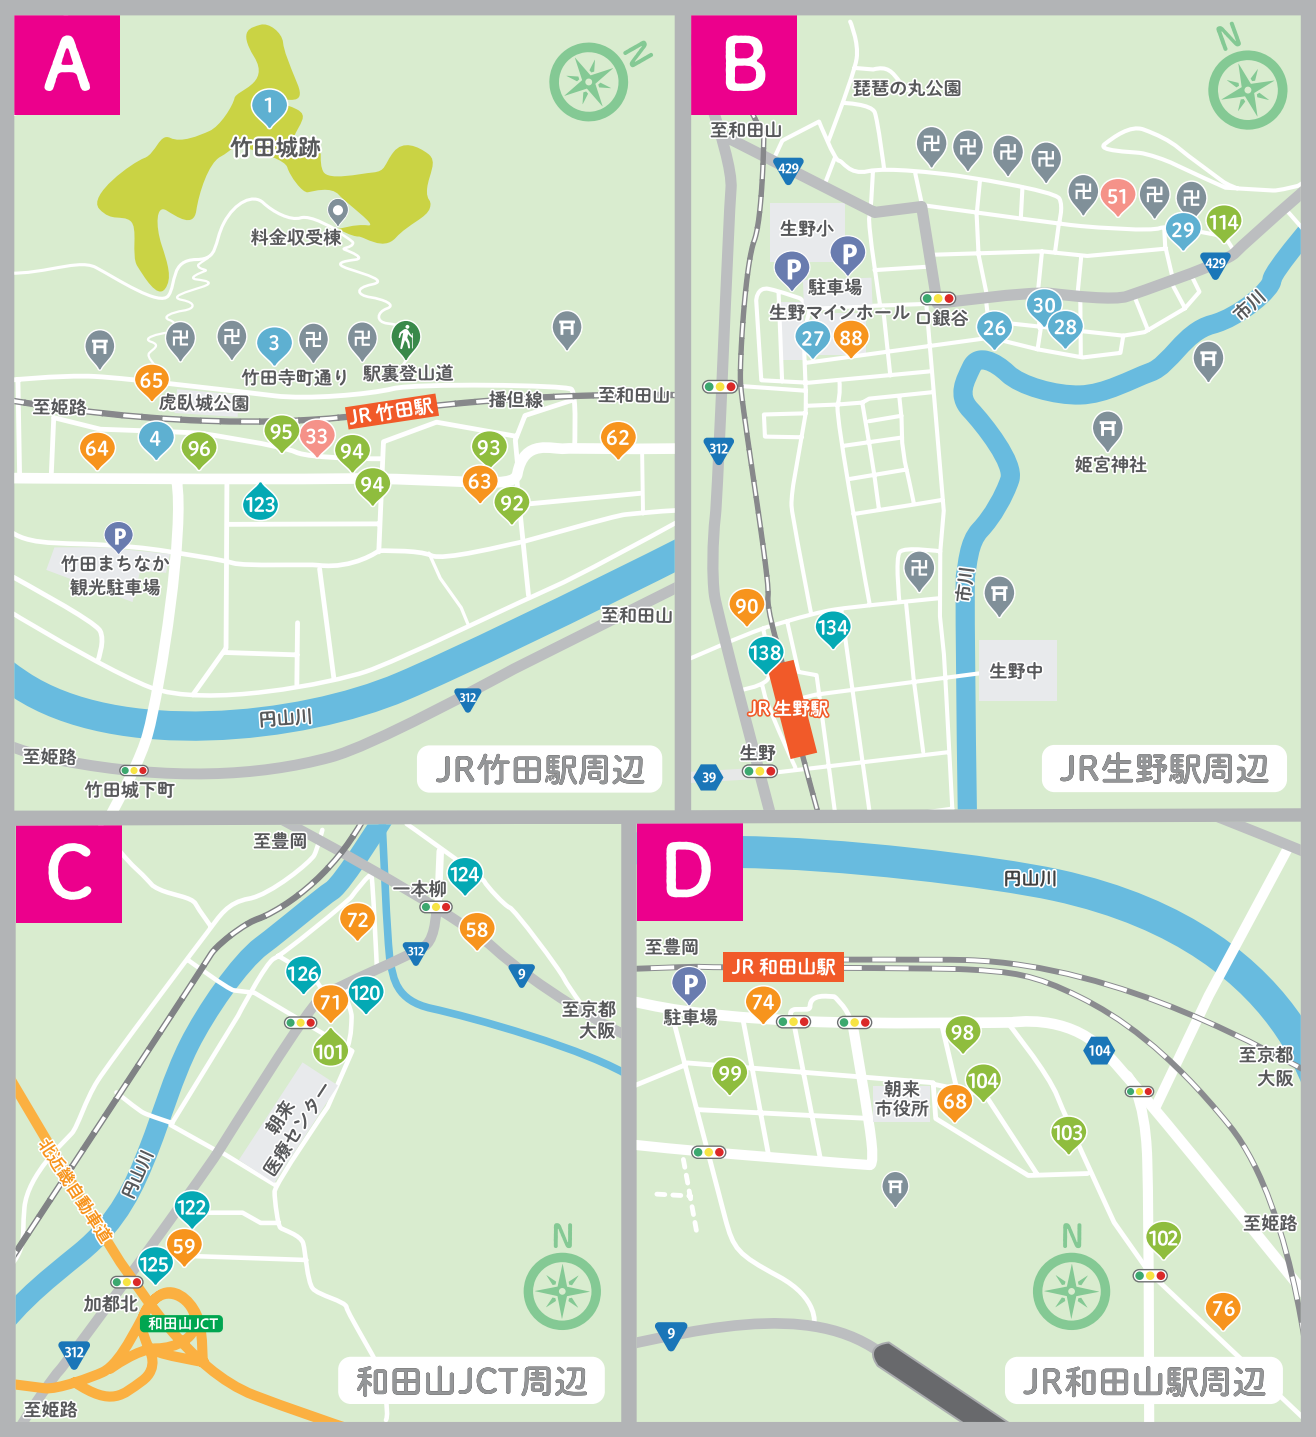 A
N
1
竹田城跡
料金収受棟
卍
卍
3
卍
卍
竹田寺町通り
駅裏登山道
65
虎臥城公園
至姫路
JR 竹田駅
播但線
至和田山
64
4
96
95
33
94
94
93
63
92
62
123
P
竹田まちなか
観光駐車場
至和田山
312
円山川
至姫路
竹田城下町
JR竹田駅周辺
B
N
琵琶の丸公園
至和田山
429
卍
卍
卍
卍
卍
51
卍
卍
29
114
429
生野小
P
P
駐車場
生野マインホール
27
88
口銀谷
26
30
28
市川
312
姫宮神社
卍
市川
90
134
138
JR 生野駅
生野中
生野
39
JR生野駅周辺
C
至豊岡
一本柳
124
72
58
312
9
126
71
120
101
至京都
大阪
朝来
医療センター
円山川
北近畿自動車道
122
59
125
加都北
和田山JCT
312
至姫路
N
和田山JCT周辺
D
円山川
至豊岡
JR 和田山駅
P
駐車場
74
98
104
99
朝来
市役所
68
104
103
至京都
大阪
至姫路
102
76
N
9
JR和田山駅周辺